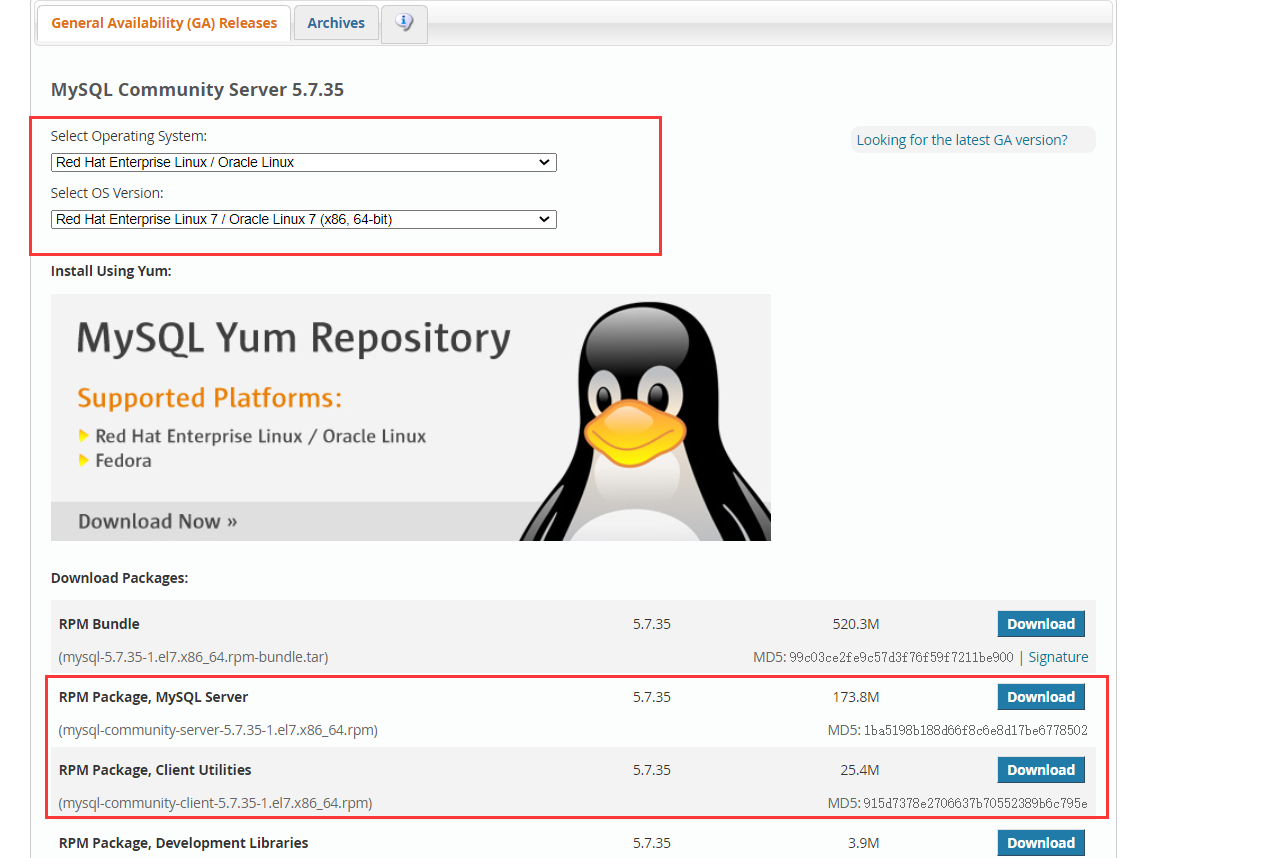 General Availability (GA) Releases
Archives
MySQL Community Server 5.7.35
Select Operating System:
Looking for the latest GA version?
Red Hat Enterprise Linux / Oracle Linux
Select OS Version:
Red Hat Enterprise Linux 7 / Oracle Linux 7 (x86, 64-bit)
Install Using Yum:
MySQL Yum Repository
Supported Platforms:
Red Hat Enterprise Linux / Oracle Linux
Fedora
Download Now »
Download Packages:
RPM Bundle 5.7.35 520.3M Download
(mysql-5.7.35-1.el7.x86_64.rpm-bundle.tar) MD5: 99c03ce2fe9c57d3f76f59f7211be900 | Signature
RPM Package, MySQL Server 5.7.35 173.8M Download
(mysql-community-server-5.7.35-1.el7.x86_64.rpm) MD5: 1ba5198b188d66f8c6e8d17be6778502
RPM Package, Client Utilities 5.7.35 25.4M Download
(mysql-community-client-5.7.35-1.el7.x86_64.rpm) MD5: 915d7378e2706637b70552389b6c795e
RPM Package, Development Libraries 5.7.35 3.9M Download